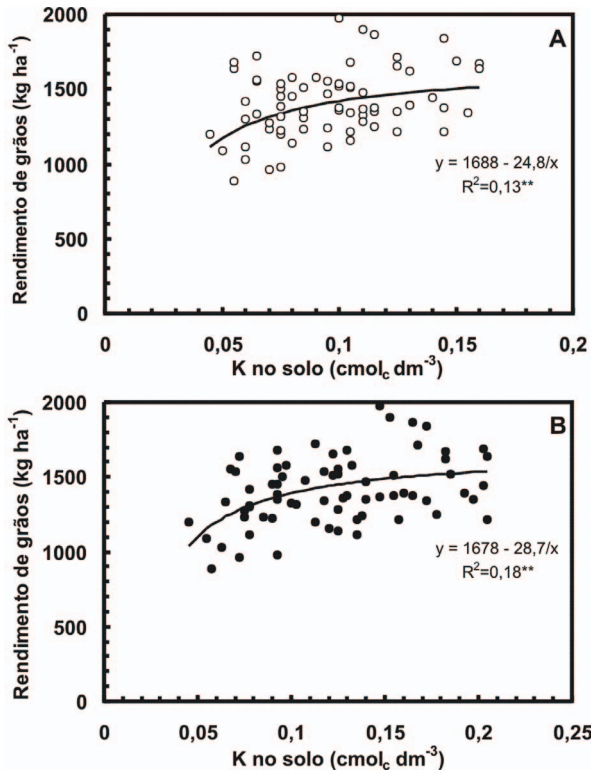 2000
A
1500
1000
500
0
Rendimento de grãos (kg ha-1)
y = 1688 - 24,8/x
R2=0,13**
0 0,05 0,1 0,15 0,2
K no solo (cmolc dm-3)
2000
B
1500
1000
500
0
Rendimento de grãos (kg ha-1)
y = 1678 - 28,7/x
R2=0,18**
0 0,05 0,1 0,15 0,2 0,25
K no solo (cmolc dm-3)